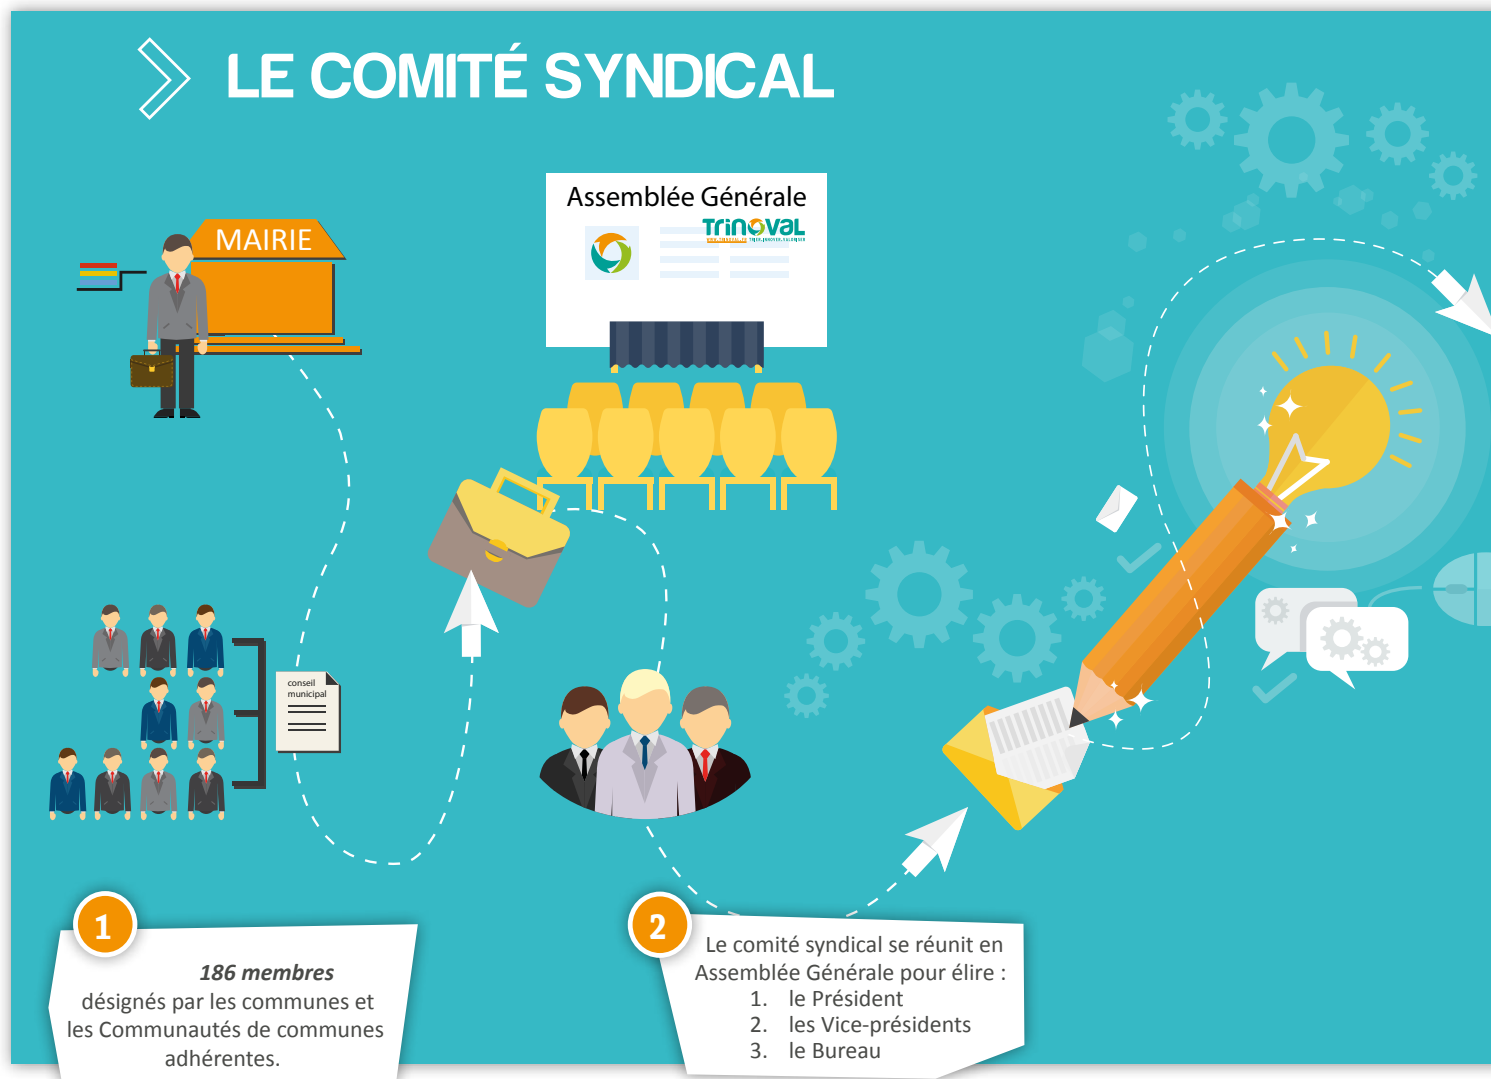 LE COMITÉ SYNDICAL
MAIRIE
Assemblée Générale
TRINOVAL
conseil
municipal
1
186 membres
désignés par les communes et
les Communautés de communes
adhérentes.
2
Le comité syndical se réunit en
Assemblée Générale pour élire :
1. le Président
2. les Vice-présidents
3. le Bureau